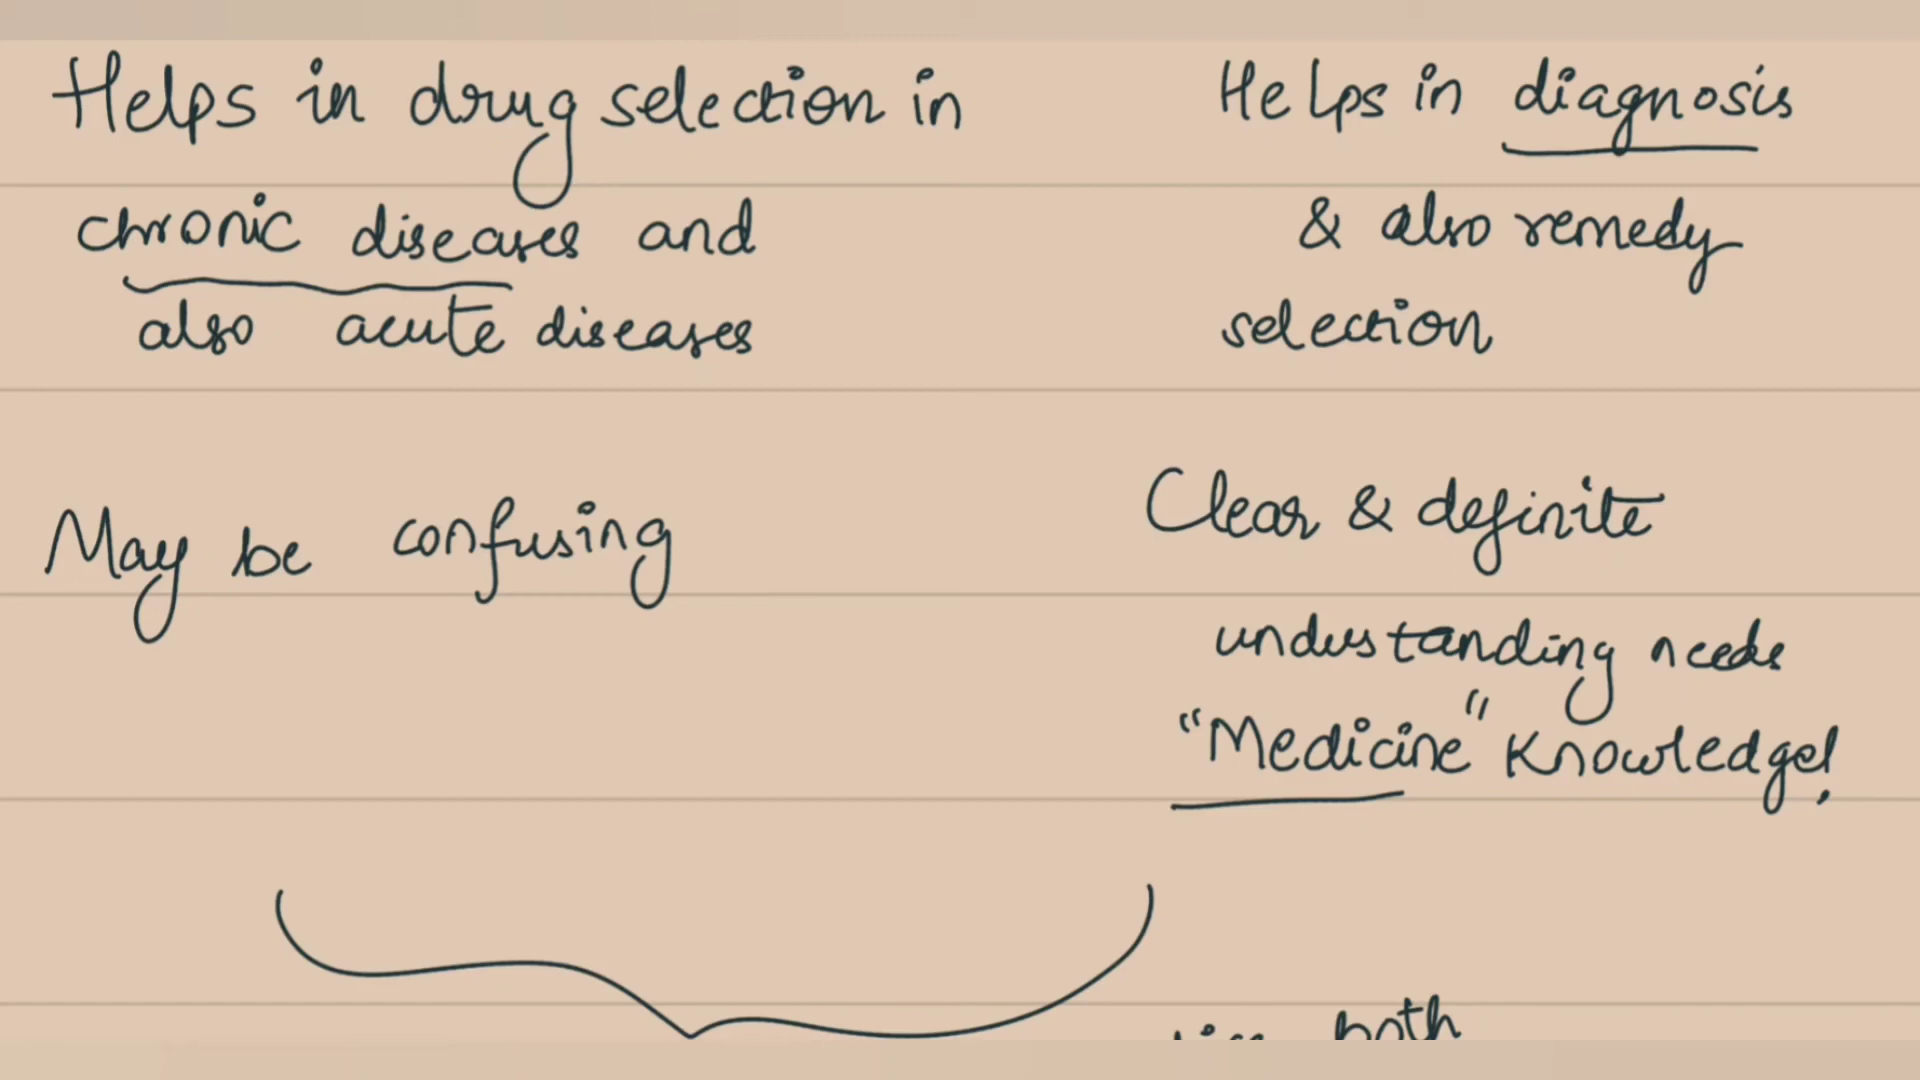 Helps in drug selection in
chronic diseases and
also acute diseases
May be confusing
Helps in diagnosis
& also remedy
selection
Clear & definite
understanding needs
"Medicine" Knowledge!
both